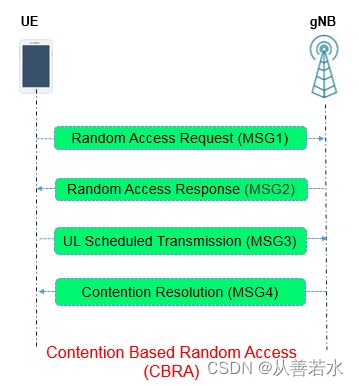 UE gNB
Random Access Request (MSG1)
Random Access Response (MSG2)
UL Scheduled Transmission (MSG3)
Contention Resolution (MSG4)
Contention Based Random Access
(CBRA)
CSDN @从善若水